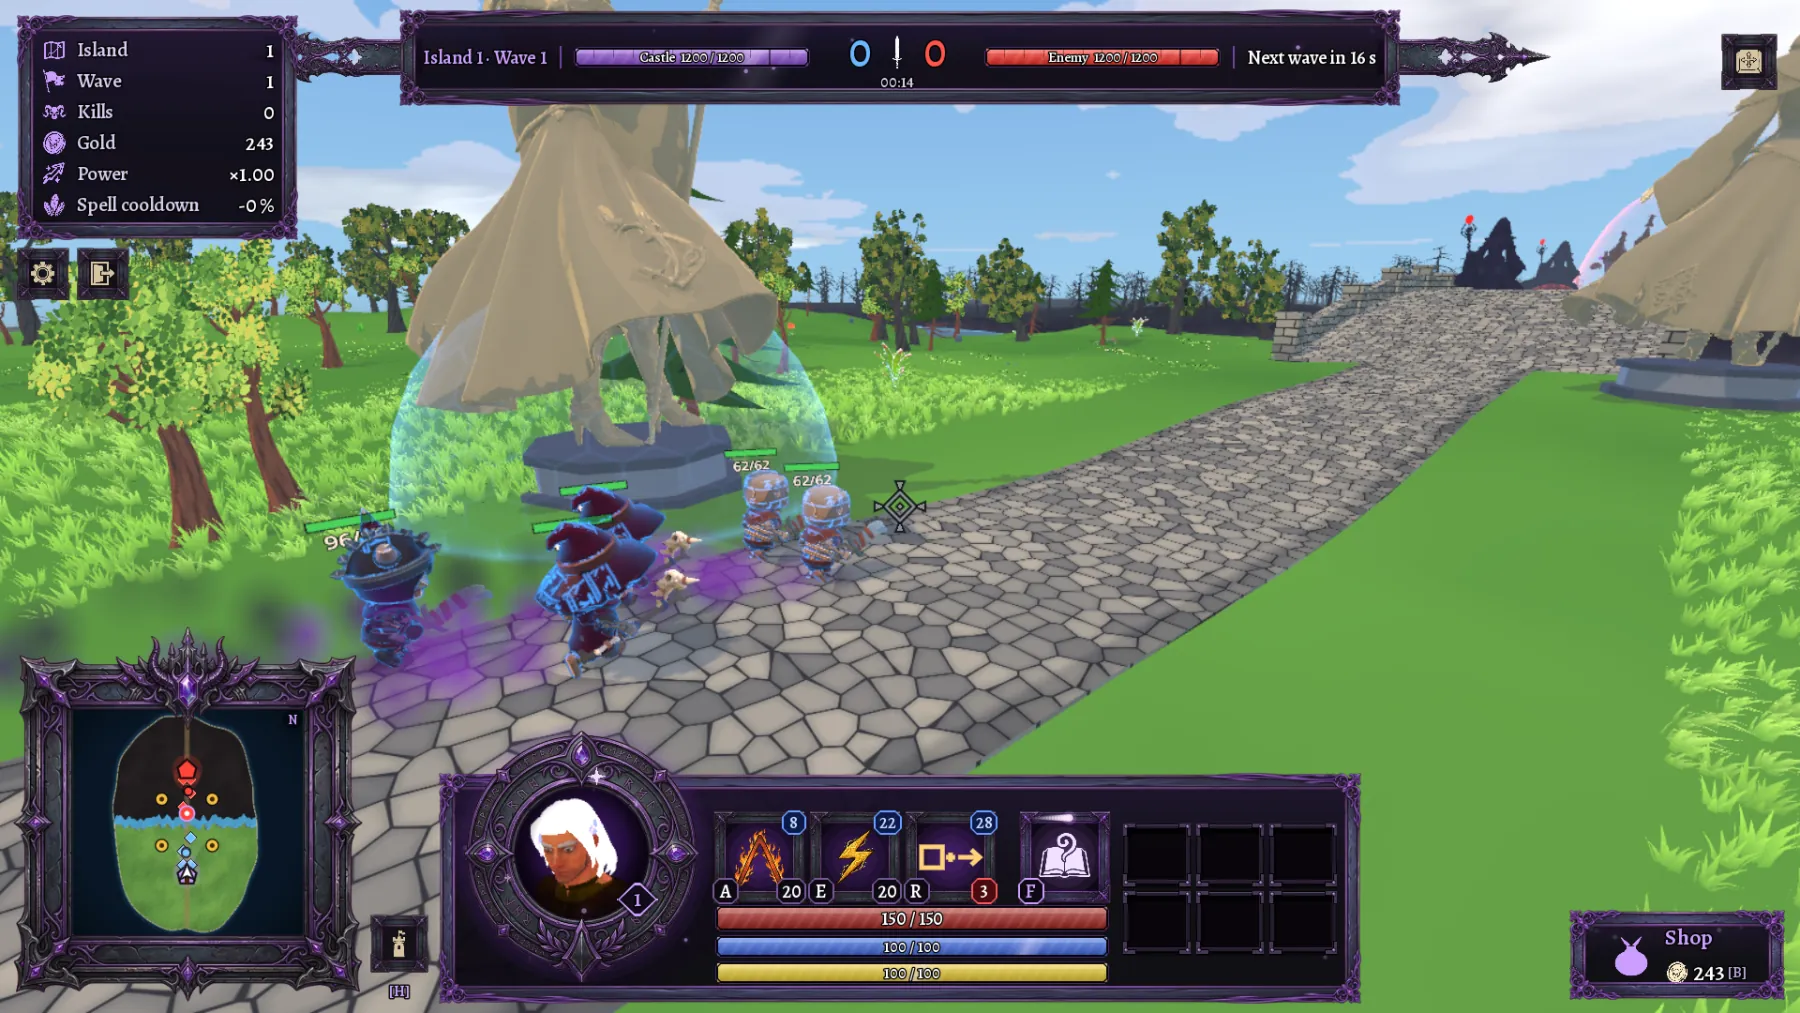 Island 1
Wave 1
Kills 0
Gold 243
Power ×1.00
Spell cooldown -0 %
Island 1 · Wave 1
Castle 1200 / 1200
0
0
00:14
Enemy 1200 / 1200
Next wave in 16 s
62/62
62/62
96/
N
[H]
1
8
22
28
A 20
E 20
R 3
F
150 / 150
100 / 100
100 / 100
Shop
243 [B]